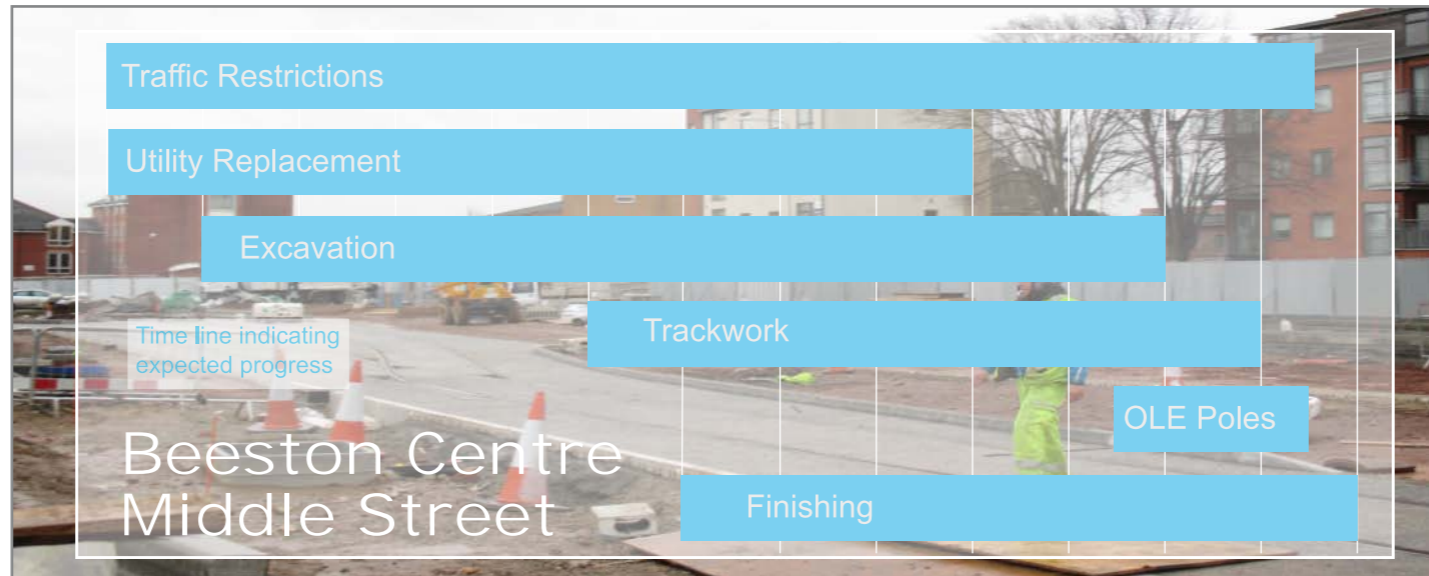 Traffic Restrictions
Utility Replacement
Excavation
Trackwork
Time line indicating
expected progress
OLE Poles
Beeston Centre
Middle Street
Finishing